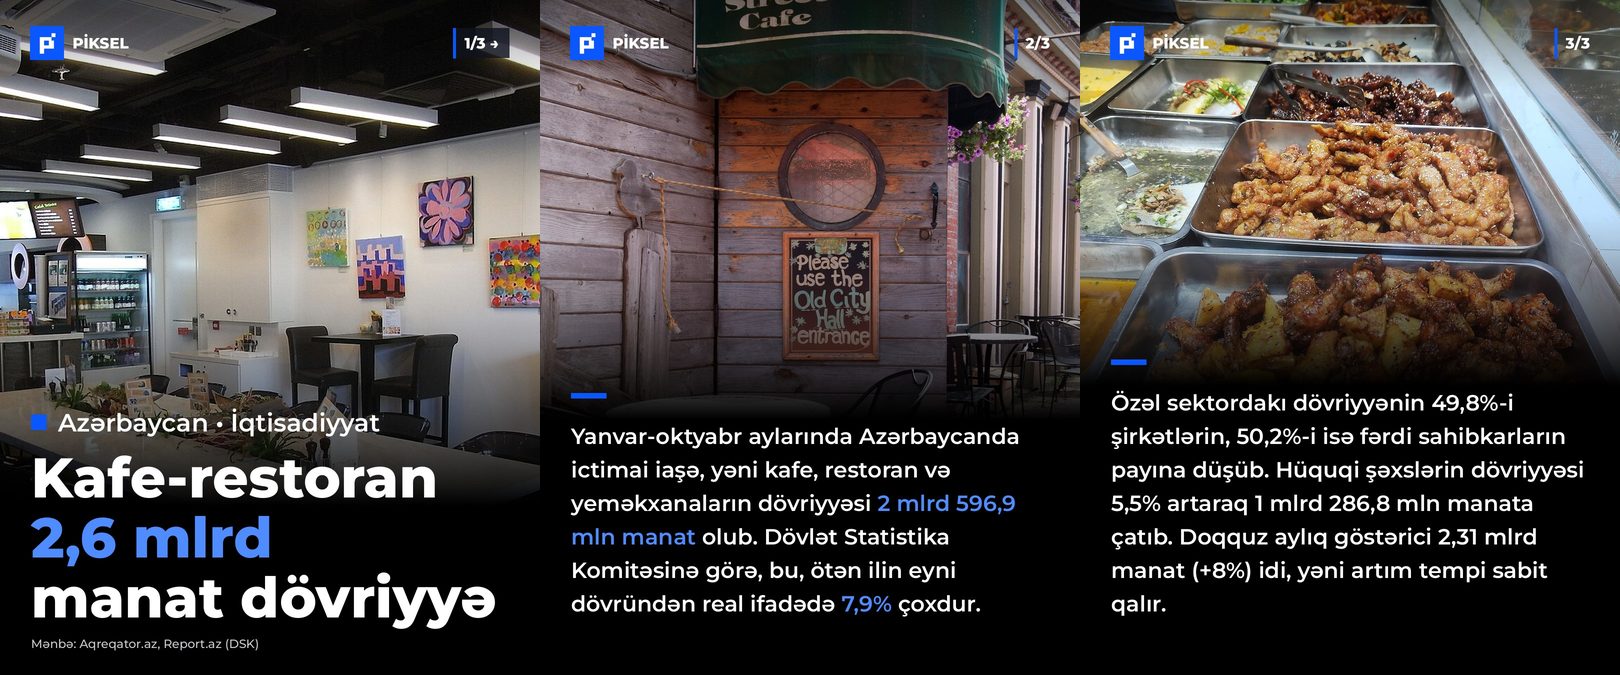 PİKSEL
1/3 →
Azərbaycan • İqtisadiyyat
Kafe-restoran
2,6 mlrd
manat dövriyyə
Mənbə: Aqreqator.az, Report.az (DSK)
PİKSEL
2/3
Street
Cafe
Please
use the
Old City
Hall
entrance
Yanvar-oktyabr aylarında Azərbaycanda
ictimai iaşə, yəni kafe, restoran və
yeməkxanaların dövriyyəsi 2 mlrd 596,9
mln manat olub. Dövlət Statistika
Komitəsinə görə, bu, ötən ilin eyni
dövründən real ifadədə 7,9% çoxdur.
PİKSEL
3/3
Özəl sektordakı dövriyyənin 49,8%-i
şirkətlərin, 50,2%-i isə fərdi sahibkarların
payına düşüb. Hüquqi şəxslərin dövriyyəsi
5,5% artaraq 1 mlrd 286,8 mln manata
çatıb. Doqquz aylıq göstərici 2,31 mlrd
manat (+8%) idi, yəni artım tempi sabit
qalır.